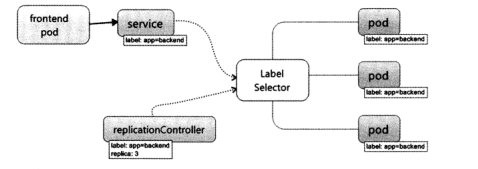 frontend
pod
service
label: app=backend
replicationController
label: app=backend
replica: 3
Label
Selector
pod
label: app=backend
pod
label: app=backend
pod
label: app=backend